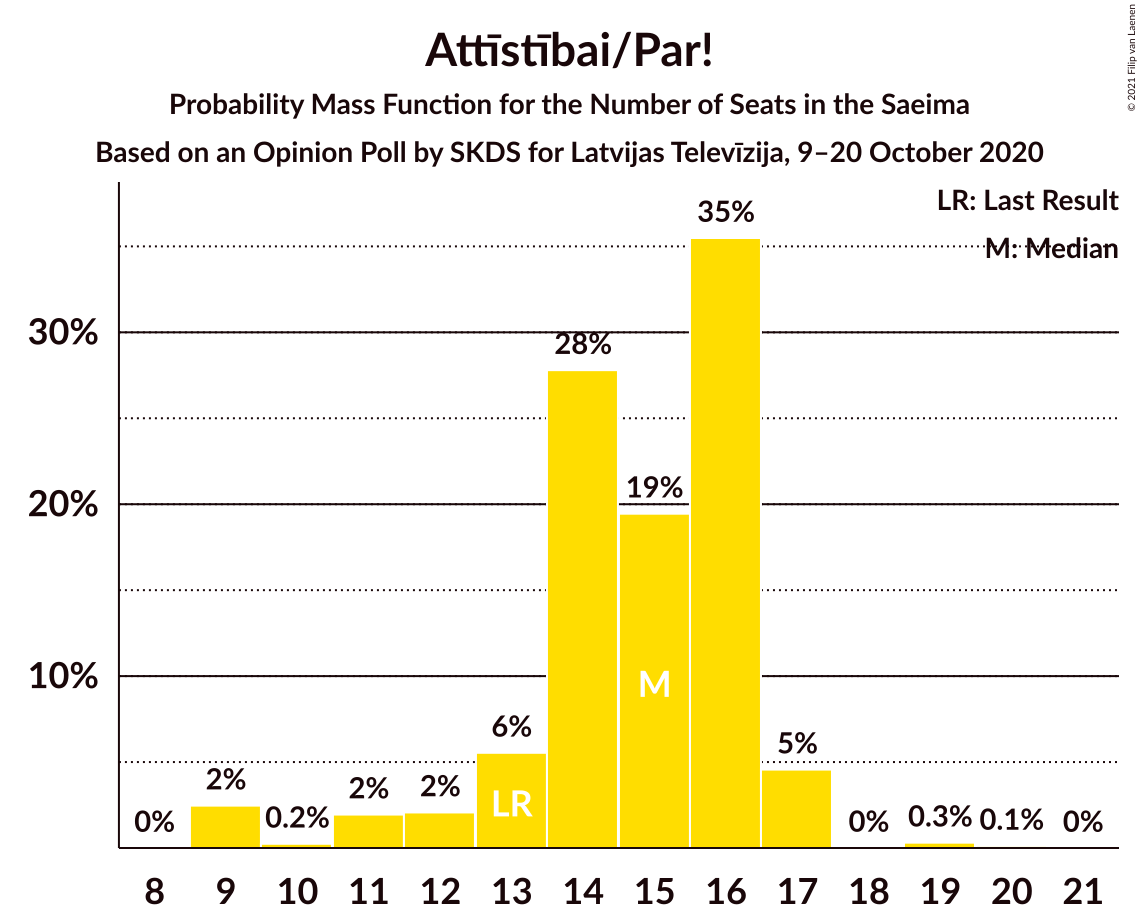 Attīstībai/Par!
Probability Mass Function for the Number of Seats in the Saeima
Based on an Opinion Poll by SKDS for Latvijas Televīzija, 9–20 October 2020
© 2021 Filip van Laenen
LR: Last Result
M: Median
35%
30%
28%
20%
19%
10%
M
6%
5%
2%
2%
2%
LR
0%
0.2%
0%
0.3%
0.1%
0%
8 9 10 11 12 13 14 15 16 17 18 19 20 21